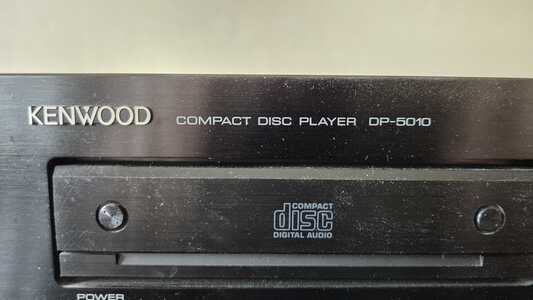 KENWOOD COMPACT DISC PLAYER DP-5010
COMPACT
disc
DIGITAL AUDIO
POWER